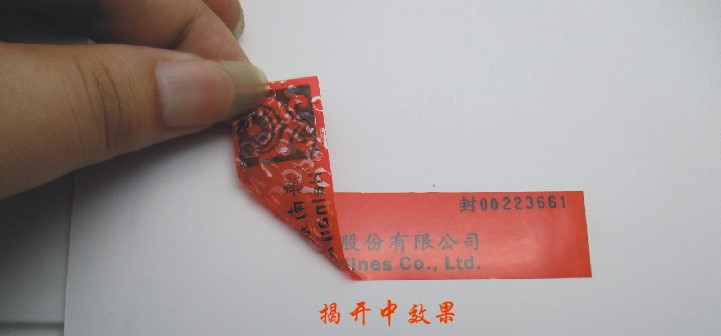 封00223661
股份有限公司
ines Co., Ltd.
揭开中效果